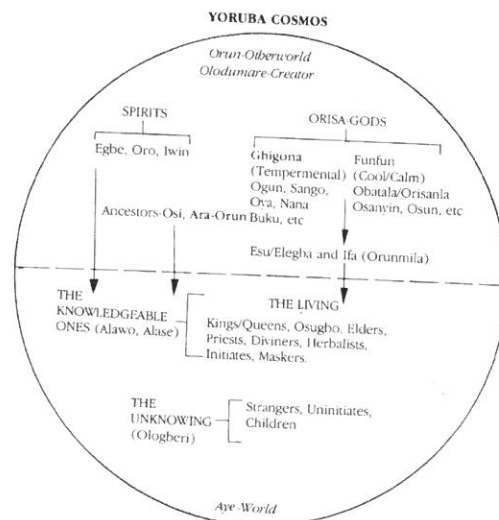 YORUBA COSMOS
Orun-Otherworld
Olodumare-Creator
SPIRITS
Egbe, Oro, Iwin
ORISA-GODS
Gbigona
(Tempermental)
Ogun, Sango,
Oya, Nana
Buku, etc
Funfun
(Cool/Calm)
Obatala/Orisanla
Osanyin, Osun, etc
Ancestors-Osi, Ara-Orun
Esu/Elegba and Ifa (Orunmila)
THE
KNOWLEDGEABLE
ONES (Alawo, Alase)
THE LIVING
Kings/Queens, Osugbo, Elders,
Priests, Diviners, Herbalists,
Initiates, Maskers.
THE
UNKNOWING
(Ologberi)
Strangers, Uninitiates,
Children
Aye-World